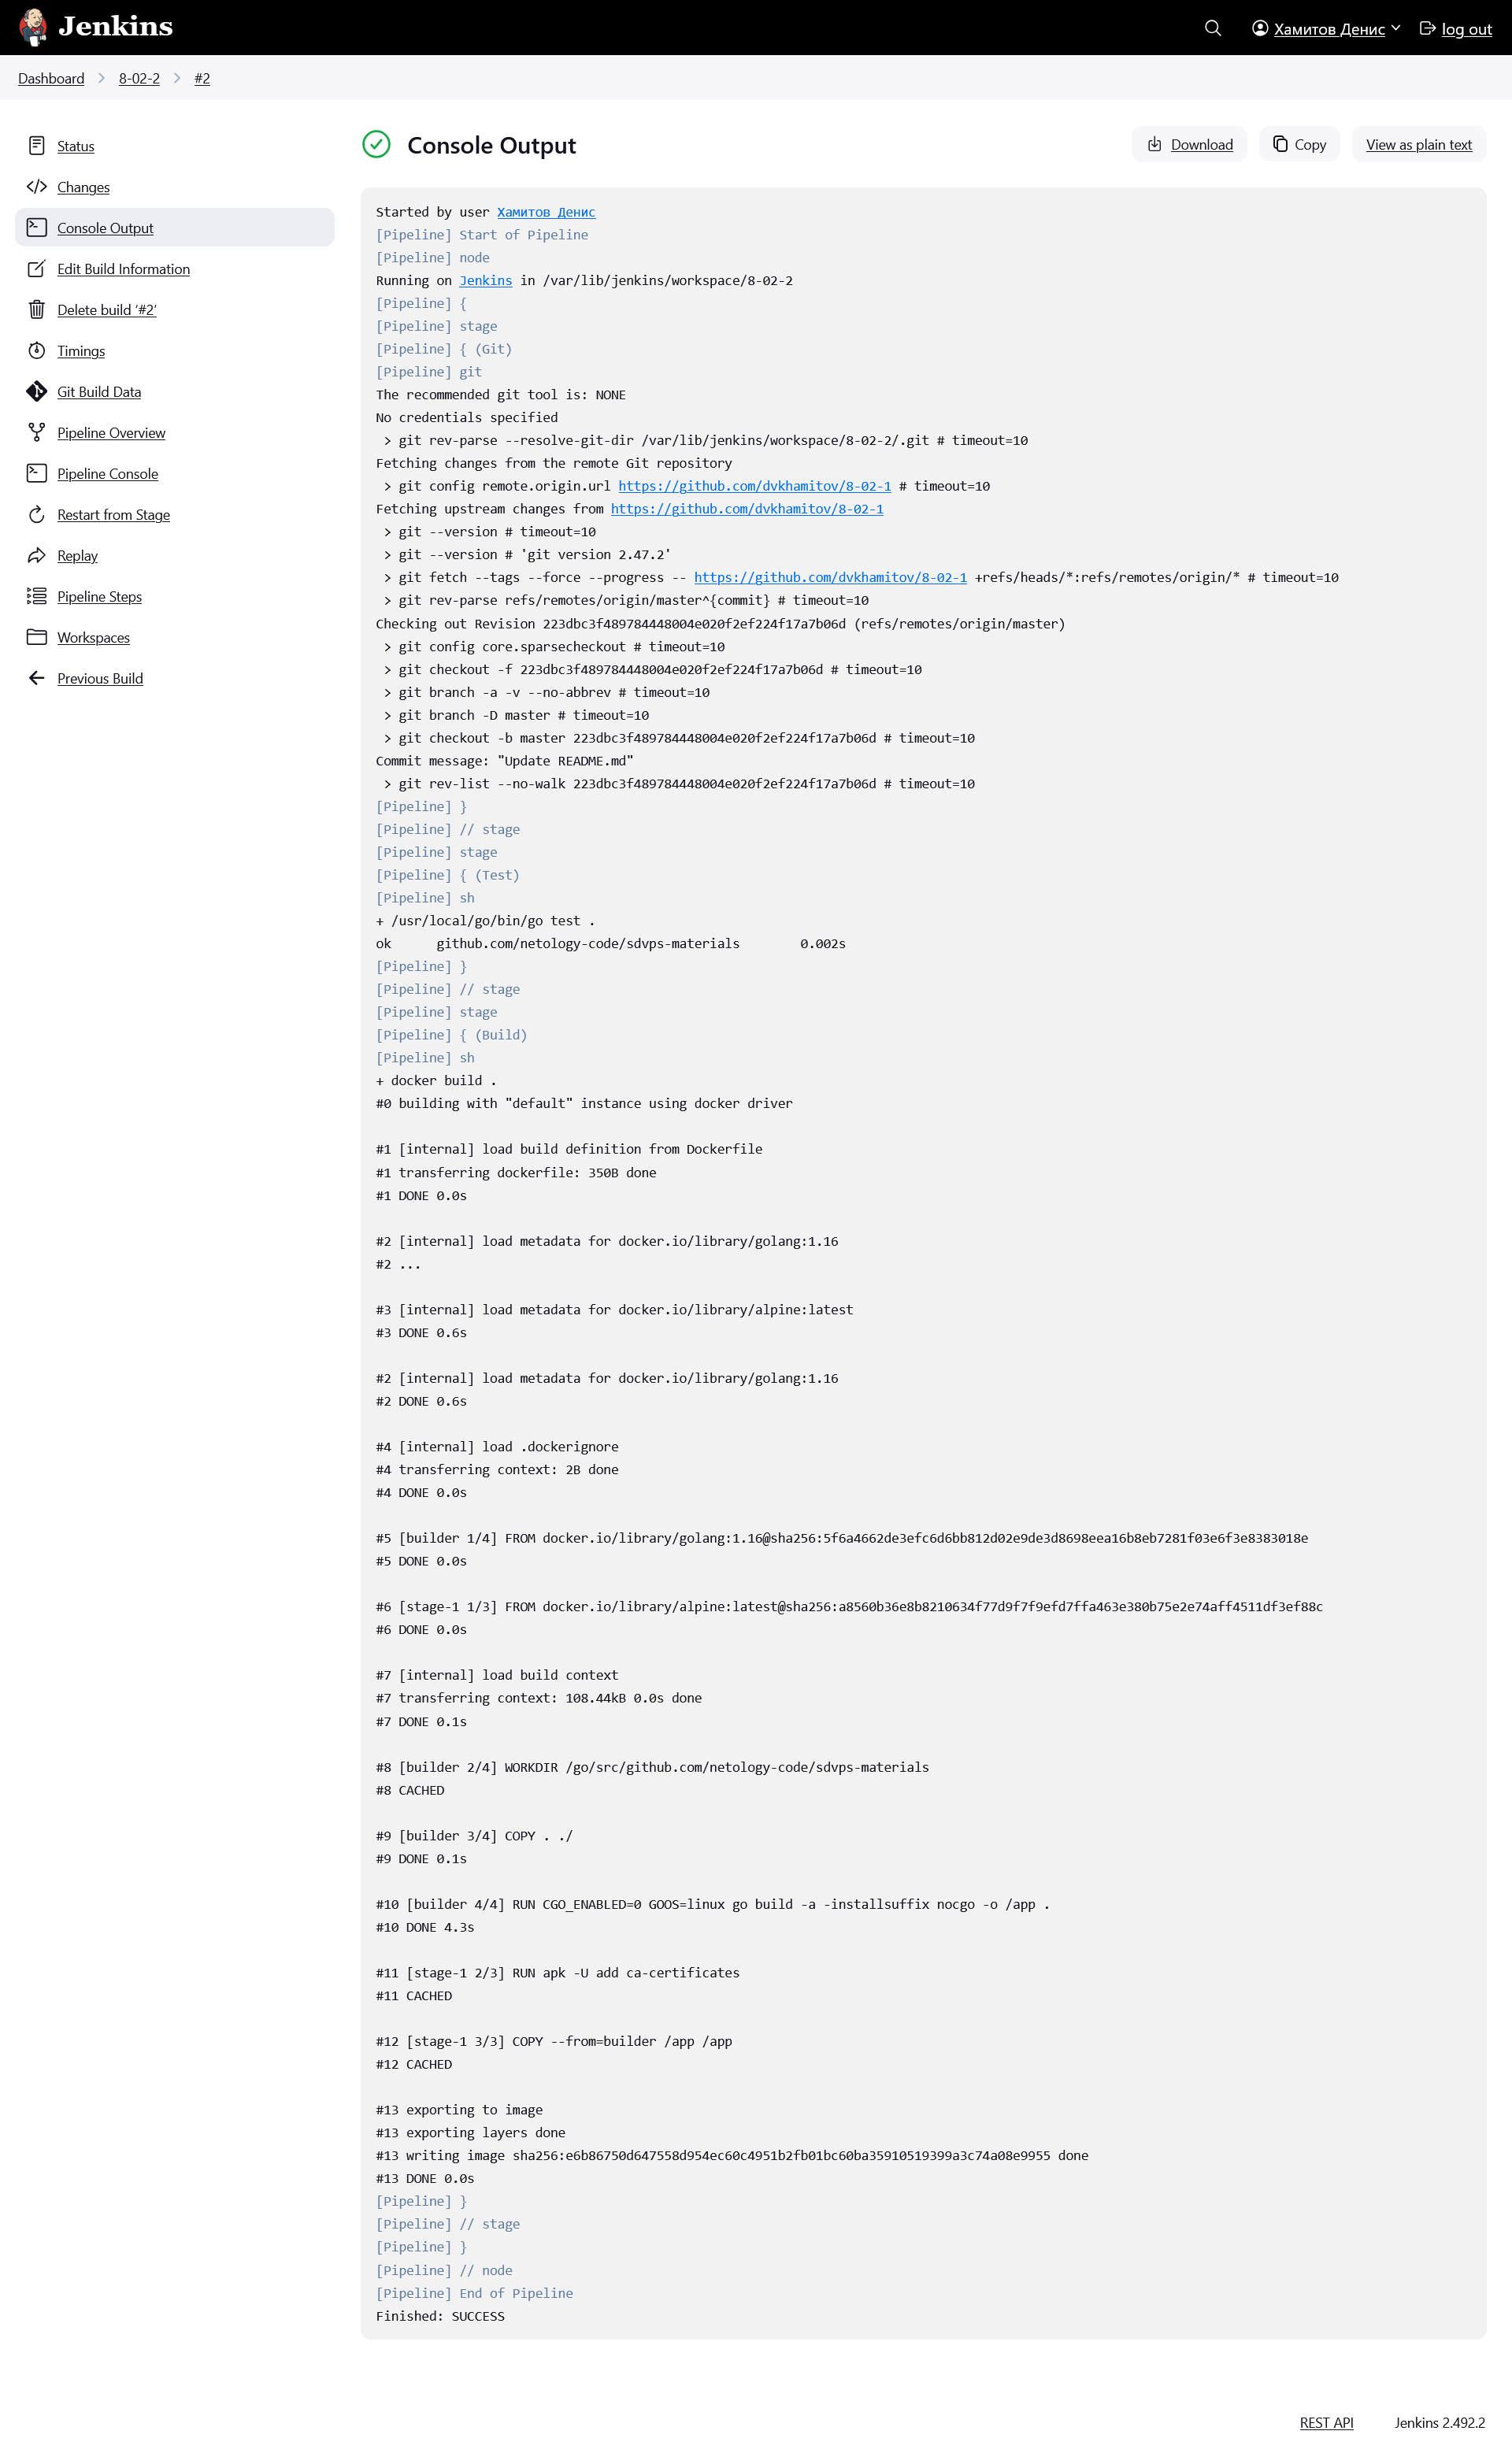 Jenkins
Хамитов Денис
log out
Dashboard
8-02-2
#2
Status
Changes
Console Output
Edit Build Information
Delete build ‘#2’
Timings
Git Build Data
Pipeline Overview
Pipeline Console
Restart from Stage
Replay
Pipeline Steps
Workspaces
Previous Build
Console Output
Download
Copy
View as plain text
Started by user Хамитов Денис
[Pipeline] Start of Pipeline
[Pipeline] node
Running on Jenkins in /var/lib/jenkins/workspace/8-02-2
[Pipeline] {
[Pipeline] stage
[Pipeline] { (Git)
[Pipeline] git
The recommended git tool is: NONE
No credentials specified
 > git rev-parse --resolve-git-dir /var/lib/jenkins/workspace/8-02-2/.git # timeout=10
Fetching changes from the remote Git repository
 > git config remote.origin.url https://github.com/dvkhamitov/8-02-1 # timeout=10
Fetching upstream changes from https://github.com/dvkhamitov/8-02-1
 > git --version # timeout=10
 > git --version # 'git version 2.47.2'
 > git fetch --tags --force --progress -- https://github.com/dvkhamitov/8-02-1 +refs/heads/*:refs/remotes/origin/* # timeout=10
 > git rev-parse refs/remotes/origin/master^{commit} # timeout=10
Checking out Revision 223dbc3f489784448004e020f2ef224f17a7b06d (refs/remotes/origin/master)
 > git config core.sparsecheckout # timeout=10
 > git checkout -f 223dbc3f489784448004e020f2ef224f17a7b06d # timeout=10
 > git branch -a -v --no-abbrev # timeout=10
 > git branch -D master # timeout=10
 > git checkout -b master 223dbc3f489784448004e020f2ef224f17a7b06d # timeout=10
Commit message: "Update README.md"
 > git rev-list --no-walk 223dbc3f489784448004e020f2ef224f17a7b06d # timeout=10
[Pipeline] }
[Pipeline] // stage
[Pipeline] stage
[Pipeline] { (Test)
[Pipeline] sh
+ /usr/local/go/bin/go test .
ok      github.com/netology-code/sdvps-materials        0.002s
[Pipeline] }
[Pipeline] // stage
[Pipeline] stage
[Pipeline] { (Build)
[Pipeline] sh
+ docker build .
#0 building with "default" instance using docker driver

#1 [internal] load build definition from Dockerfile
#1 transferring dockerfile: 350B done
#1 DONE 0.0s

#2 [internal] load metadata for docker.io/library/golang:1.16
#2 ...

#3 [internal] load metadata for docker.io/library/alpine:latest
#3 DONE 0.6s

#2 [internal] load metadata for docker.io/library/golang:1.16
#2 DONE 0.6s

#4 [internal] load .dockerignore
#4 transferring context: 2B done
#4 DONE 0.0s

#5 [builder 1/4] FROM docker.io/library/golang:1.16@sha256:5f6a4662de3efc6d6bb812d02e9de3d8698eea16b8eb7281f03e6f3e8383018e
#5 DONE 0.0s

#6 [stage-1 1/3] FROM docker.io/library/alpine:latest@sha256:a8560b36e8b8210634f77d9f7f9efd7ffa463e380b75e2e74aff4511df3ef88c
#6 DONE 0.0s

#7 [internal] load build context
#7 transferring context: 108.44kB 0.0s done
#7 DONE 0.1s

#8 [builder 2/4] WORKDIR /go/src/github.com/netology-code/sdvps-materials
#8 CACHED

#9 [builder 3/4] COPY . ./
#9 DONE 0.1s

#10 [builder 4/4] RUN CGO_ENABLED=0 GOOS=linux go build -a -installsuffix nocgo -o /app .
#10 DONE 4.3s

#11 [stage-1 2/3] RUN apk -U add ca-certificates
#11 CACHED

#12 [stage-1 3/3] COPY --from=builder /app /app
#12 CACHED

#13 exporting to image
#13 exporting layers done
#13 writing image sha256:e6b86750d647558d954ec60c4951b2fb01bc60ba35910519399a3c74a08e9955 done
#13 DONE 0.0s
[Pipeline] }
[Pipeline] // stage
[Pipeline] }
[Pipeline] // node
[Pipeline] End of Pipeline
Finished: SUCCESS
REST API
Jenkins 2.492.2